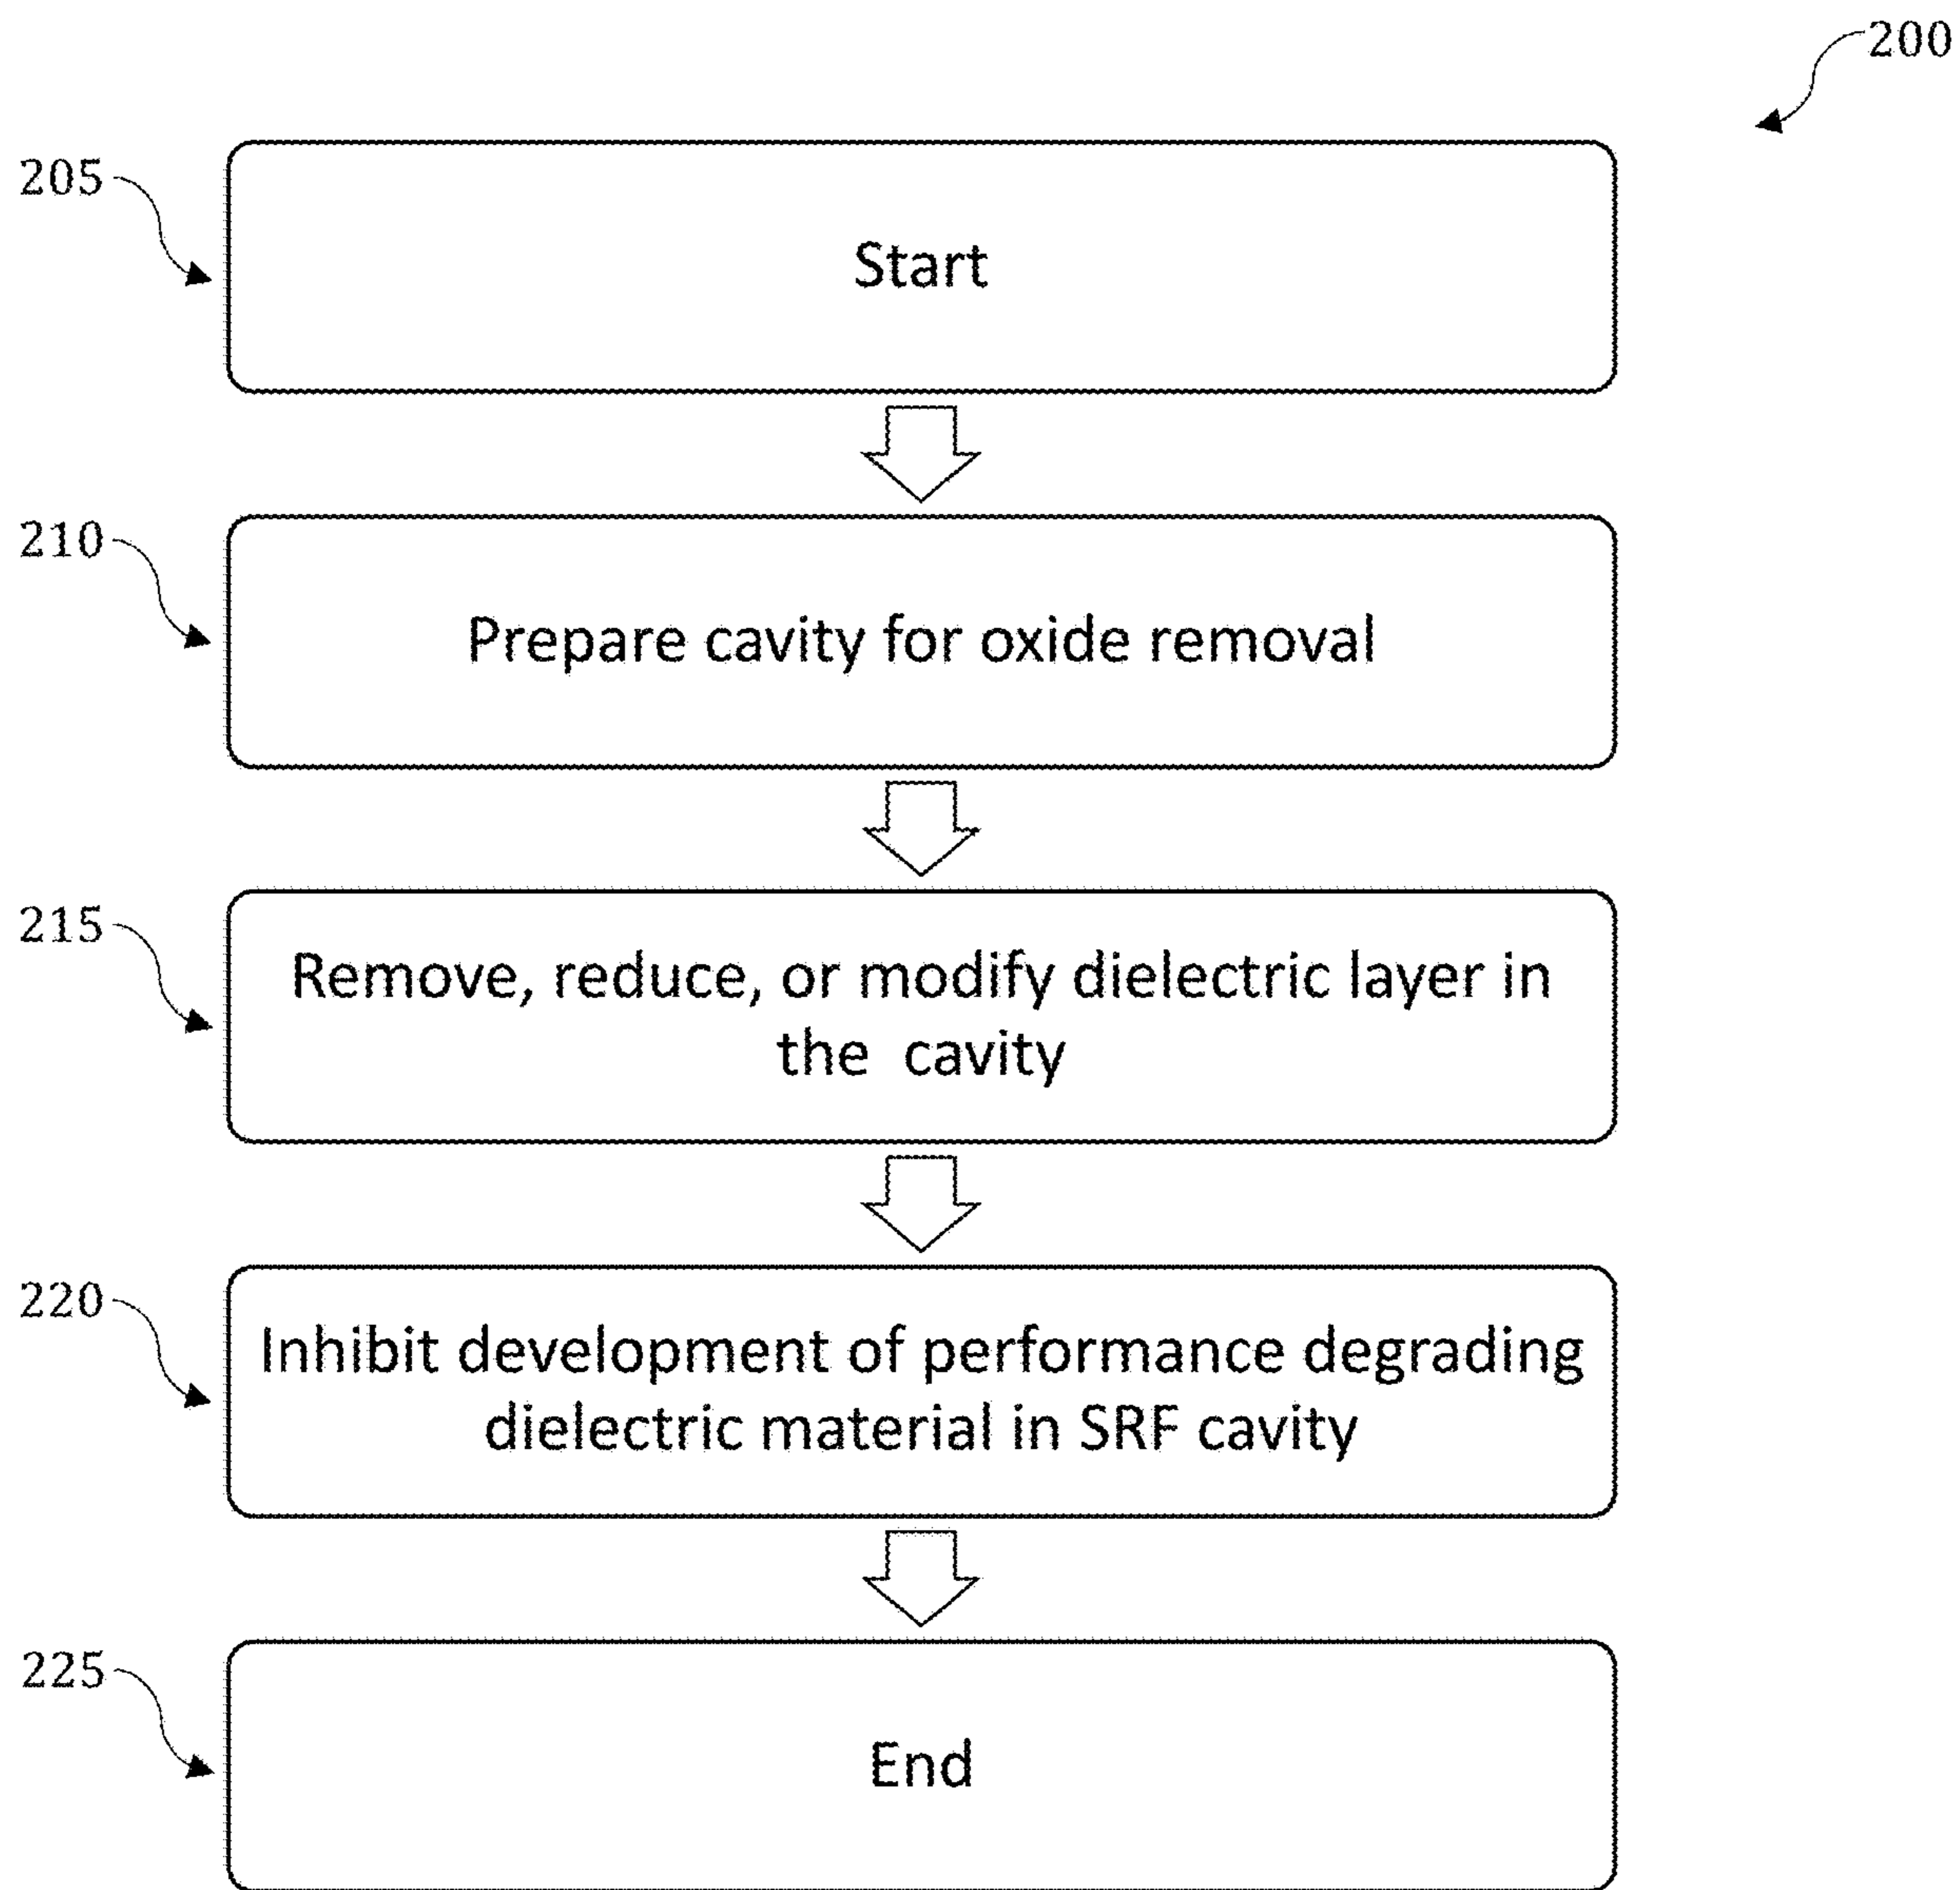 200
205
Start
210
Prepare cavity for oxide removal
215
Remove, reduce, or modify dielectric layer in
the cavity
220
Inhibit development of performance degrading
dielectric material in SRF cavity
225
End